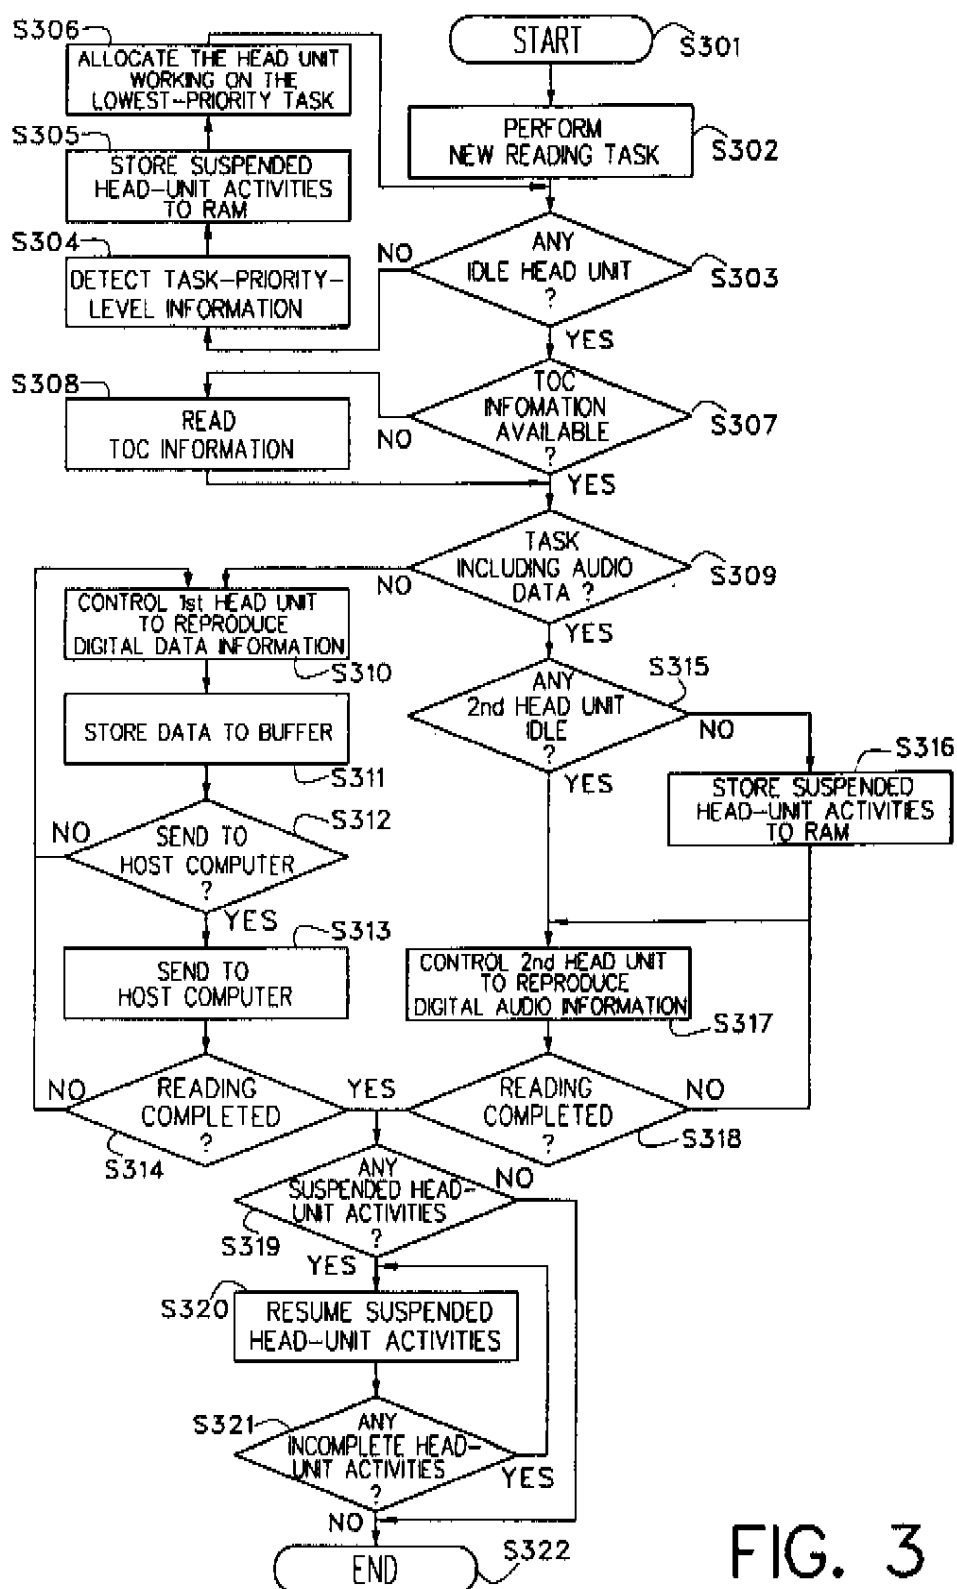 S306
ALLOCATE THE HEAD UNIT
WORKING ON THE
LOWEST-PRIORITY TASK
START
S301
S305
STORE SUSPENDED
HEAD-UNIT ACTIVITIES
TO RAM
PERFORM
NEW READING TASK
S302
S304
DETECT TASK-PRIORITY-
LEVEL INFORMATION
NO
ANY
IDLE HEAD UNIT
?
S303
YES
S308
READ
TOC INFORMATION
NO
TOC
INFOMATION
AVAILABLE
?
S307
YES
TASK
INCLUDING AUDIO
DATA ?
S309
NO
YES
CONTROL 1st HEAD UNIT
TO REPRODUCE
DIGITAL DATA INFORMATION
S310
ANY
2nd HEAD UNIT
IDLE
?
S315
NO
YES
STORE DATA TO BUFFER
S311
S316
STORE SUSPENDED
HEAD-UNIT ACTIVITIES
TO RAM
NO
SEND TO
HOST COMPUTER
?
S312
YES
S313
SEND TO
HOST COMPUTER
CONTROL 2nd HEAD UNIT
TO REPRODUCE
DIGITAL AUDIO INFORMATION
S317
NO
READING
COMPLETED
?
S314
YES
READING
COMPLETED
?
NO
S318
ANY
SUSPENDED HEAD-
UNIT ACTIVITIES
?
NO
S319
YES
S320
RESUME SUSPENDED
HEAD-UNIT ACTIVITIES
S321
ANY
INCOMPLETE HEAD-
UNIT ACTIVITIES
?
YES
NO
END
S322
FIG. 3